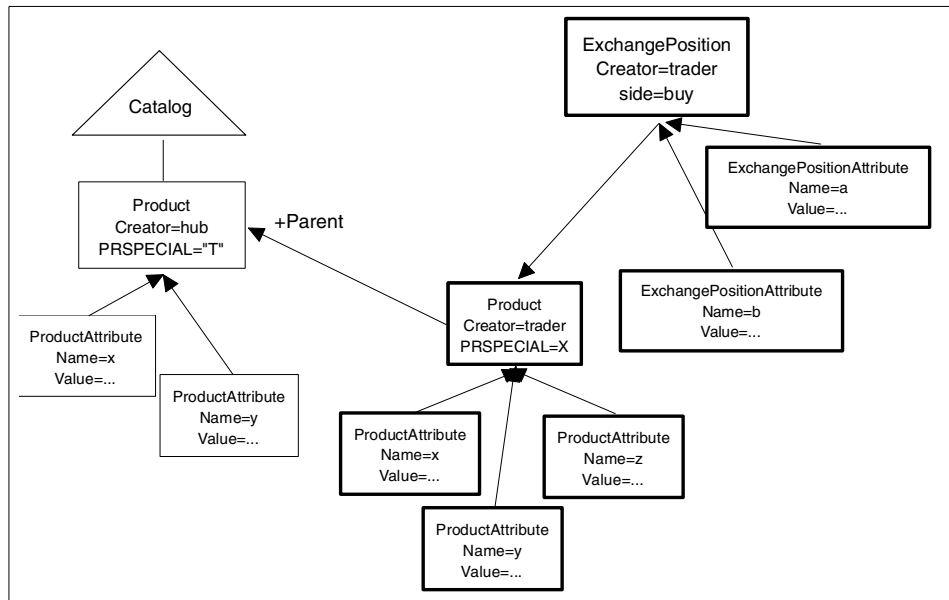 ExchangePosition
Creator=trader
side=buy
Catalog
ExchangePositionAttribute
Name=a
Value=...
Product
Creator=hub
PRSPECIAL="T"
+Parent
ExchangePositionAttribute
Name=b
Value=...
Product
Creator=trader
PRSPECIAL=X
ProductAttribute
Name=x
Value=...
ProductAttribute
Name=y
Value=...
ProductAttribute
Name=x
Value=...
ProductAttribute
Name=z
Value=...
ProductAttribute
Name=y
Value=...